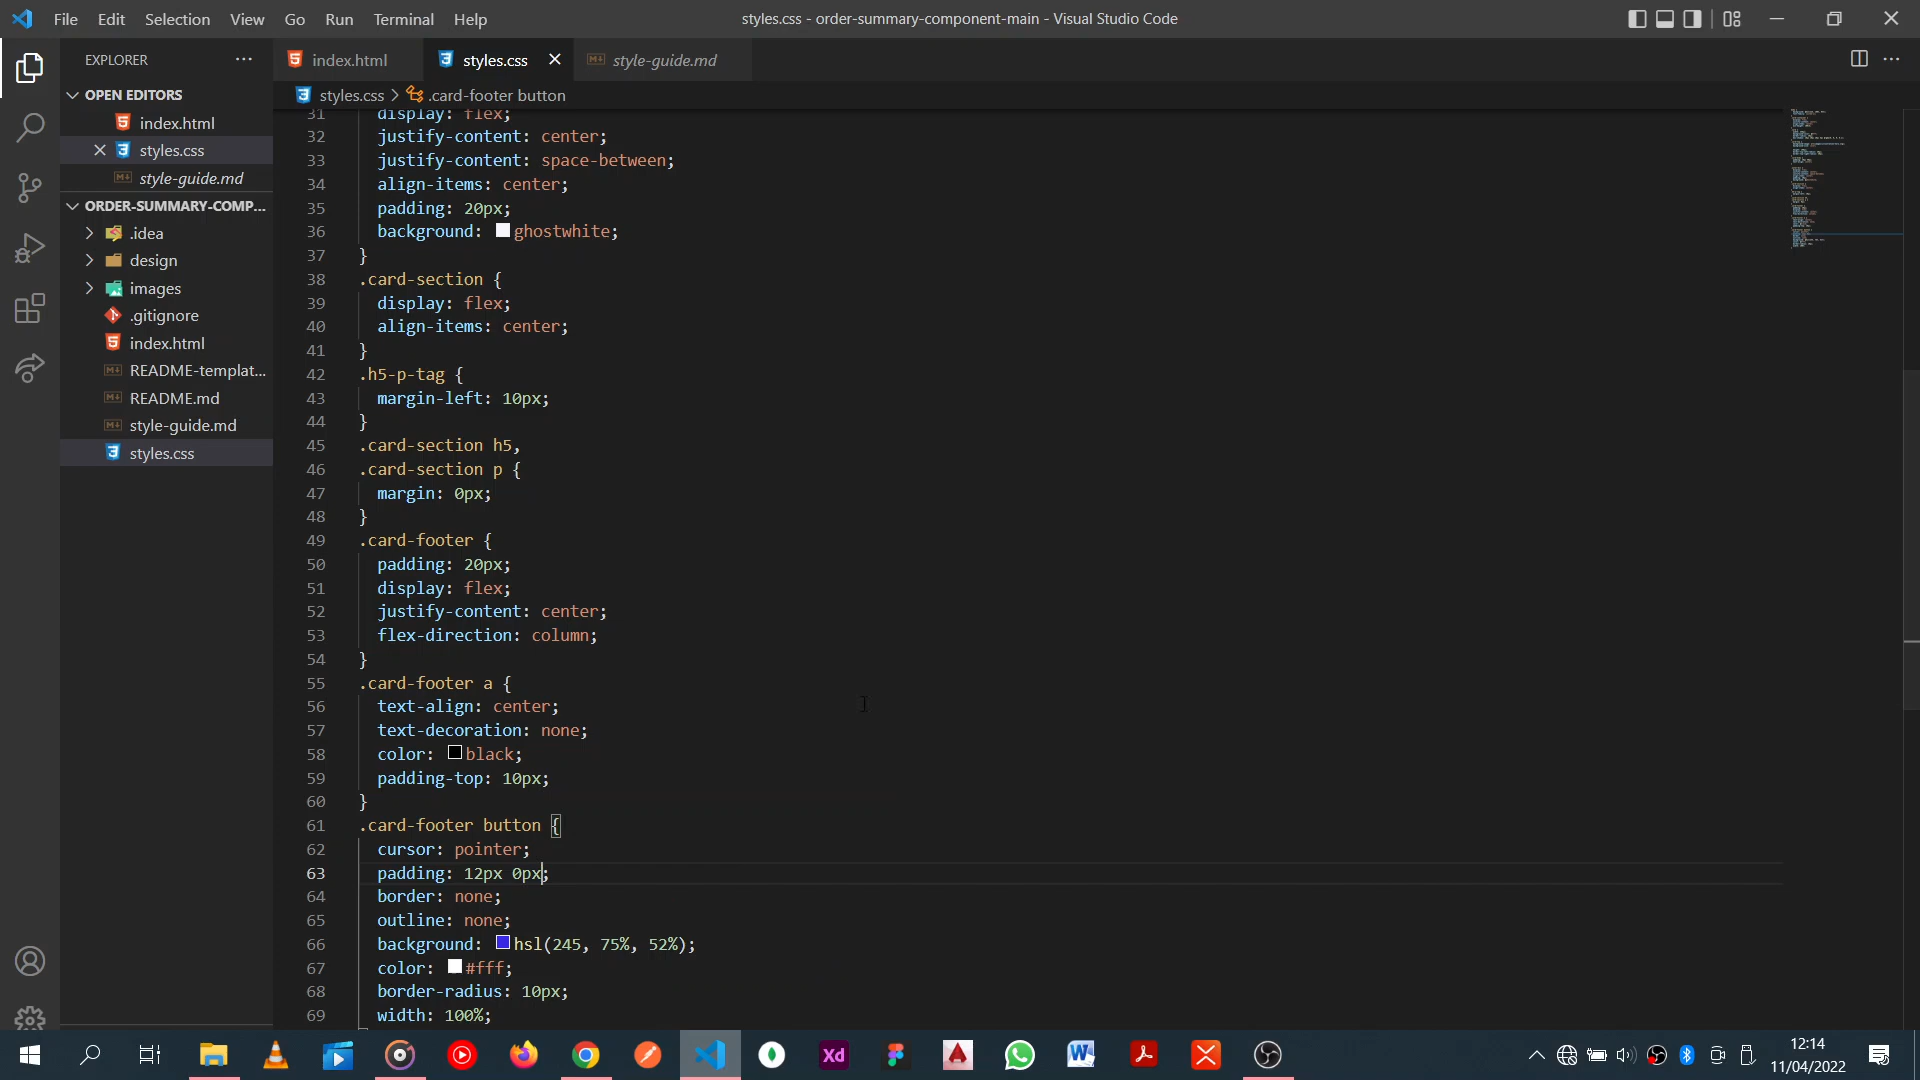 File Edit Selection View Go Run Terminal Help
styles.css - order-summary-component-main - Visual Studio Code
EXPLORER
OPEN EDITORS
index.html
styles.css
style-guide.md
ORDER-SUMMARY-COMP...
.idea
design
images
.gitignore
index.html
README-templat...
README.md
style-guide.md
styles.css
index.html styles.css style-guide.md
styles.css > .card-footer button
31 display: flex;
32 justify-content: center;
33 justify-content: space-between;
34 align-items: center;
35 padding: 20px;
36 background: ghostwhite;
37 }
38 .card-section {
39 display: flex;
40 align-items: center;
41 }
42 .h5-p-tag {
43 margin-left: 10px;
44 }
45 .card-section h5,
46 .card-section p {
47 margin: 0px;
48 }
49 .card-footer {
50 padding: 20px;
51 display: flex;
52 justify-content: center;
53 flex-direction: column;
54 }
55 .card-footer a {
56 text-align: center;
57 text-decoration: none;
58 color: black;
59 padding-top: 10px;
60 }
61 .card-footer button {
62 cursor: pointer;
63 padding: 12px 0px;
64 border: none;
65 outline: none;
66 background: hsl(245, 75%, 52%);
67 color: #fff;
68 border-radius: 10px;
69 width: 100%;
Xd
12:14
11/04/2022